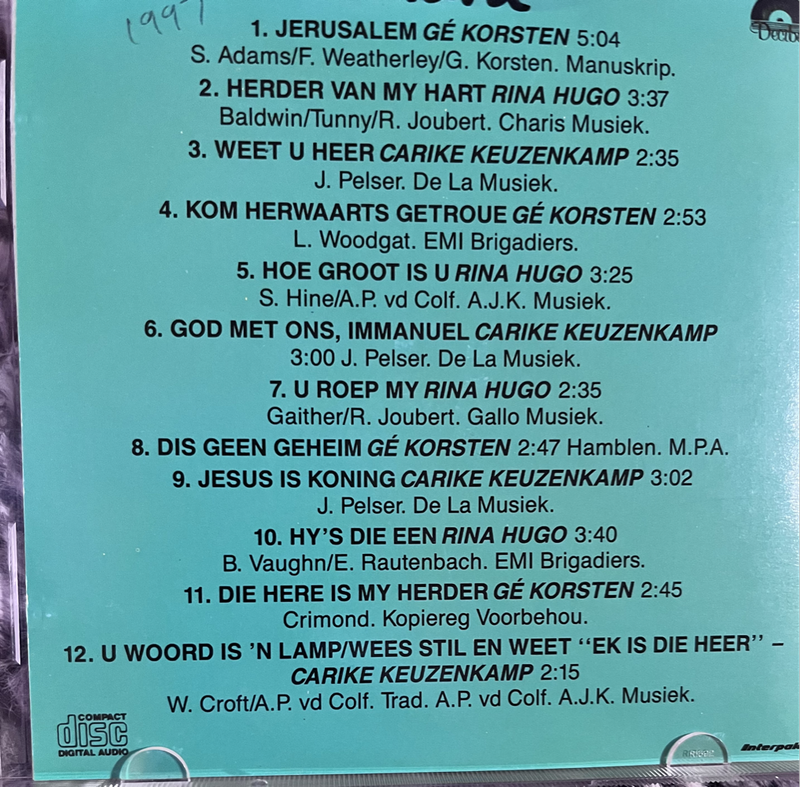 1997
1. JERUSALEM GÉ KORSTEN 5:04
S. Adams/F. Weatherley/G. Korsten. Manuskrip.
2. HERDER VAN MY HART RINA HUGO 3:37
Baldwin/Tunny/R. Joubert. Charis Musiek.
3. WEET U HEER CARIKE KEUZENKAMP 2:35
J. Pelser. De La Musiek.
4. KOM HERWAARTS GETROUE GÉ KORSTEN 2:53
L. Woodgat. EMI Brigadiers.
5. HOE GROOT IS U RINA HUGO 3:25
S. Hine/A.P. vd Colf. A.J.K. Musiek.
6. GOD MET ONS, IMMANUEL CARIKE KEUZENKAMP
3:00 J. Pelser. De La Musiek.
7. U ROEP MY RINA HUGO 2:35
Gaither/R. Joubert. Gallo Musiek.
8. DIS GEEN GEHEIM GÉ KORSTEN 2:47 Hamblen. M.P.A.
9. JESUS IS KONING CARIKE KEUZENKAMP 3:02
J. Pelser. De La Musiek.
10. HY'S DIE EEN RINA HUGO 3:40
B. Vaughn/E. Rautenbach. EMI Brigadiers.
11. DIE HERE IS MY HERDER GÉ KORSTEN 2:45
Crimond. Kopiereg Voorbehou.
12. U WOORD IS 'N LAMP/WEES STIL EN WEET “EK IS DIE HEER” –
CARIKE KEUZENKAMP 2:15
W. Croft/A.P. vd Colf. Trad. A.P. vd Colf. A.J.K. Musiek.
COMPACT
disc
DIGITAL AUDIO